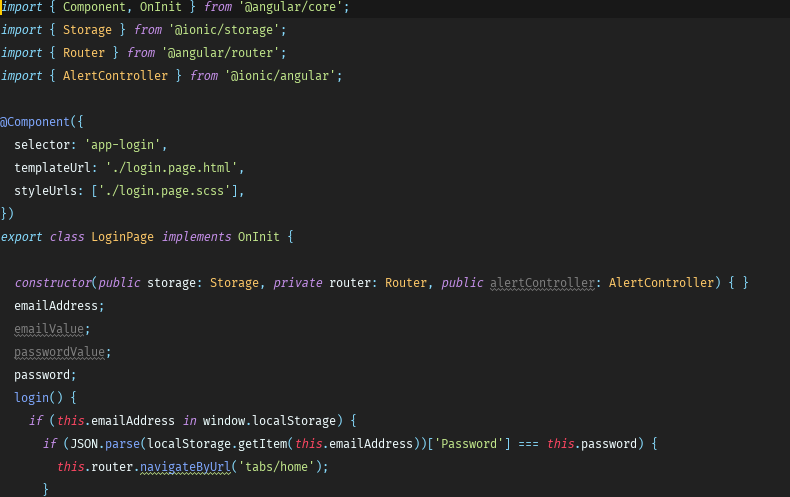 import { Component, OnInit } from '@angular/core';
import { Storage } from '@ionic/storage';
import { Router } from '@angular/router';
import { AlertController } from '@ionic/angular';
@Component({
  selector: 'app-login',
  templateUrl: './login.page.html',
  styleUrls: ['./login.page.scss'],
})
export class LoginPage implements OnInit {
  constructor(public storage: Storage, private router: Router, public alertController: AlertController) { }
  emailAddress;
  emailValue;
  passwordValue;
  password;
  login() {
    if (this.emailAddress in window.localStorage) {
      if (JSON.parse(localStorage.getItem(this.emailAddress))['Password'] === this.password) {
        this.router.navigateByUrl('tabs/home');
      }